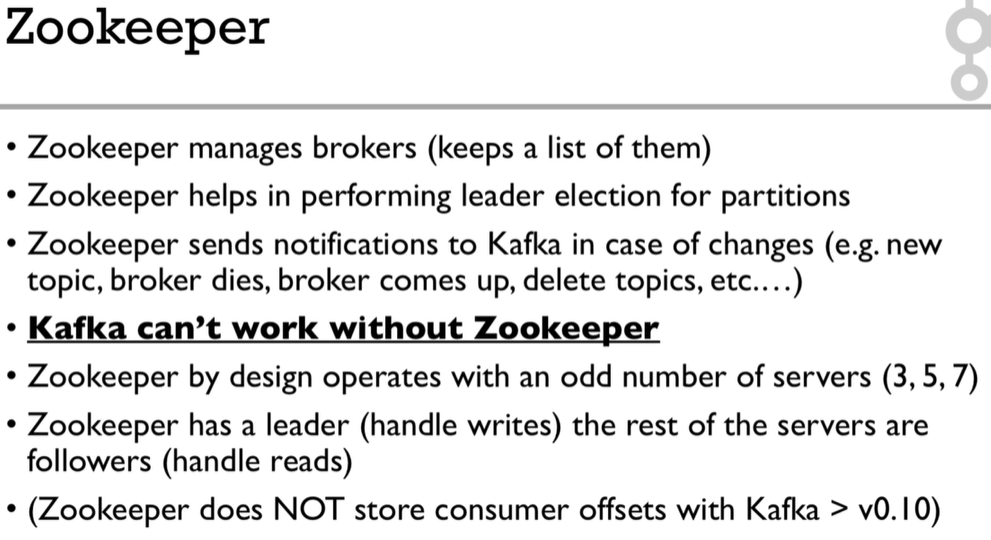 Zookeeper
• Zookeeper manages brokers (keeps a list of them)
• Zookeeper helps in performing leader election for partitions
• Zookeeper sends notifications to Kafka in case of changes (e.g. new
topic, broker dies, broker comes up, delete topics, etc.…)
• Kafka can’t work without Zookeeper
• Zookeeper by design operates with an odd number of servers (3, 5, 7)
• Zookeeper has a leader (handle writes) the rest of the servers are
followers (handle reads)
• (Zookeeper does NOT store consumer offsets with Kafka > v0.10)